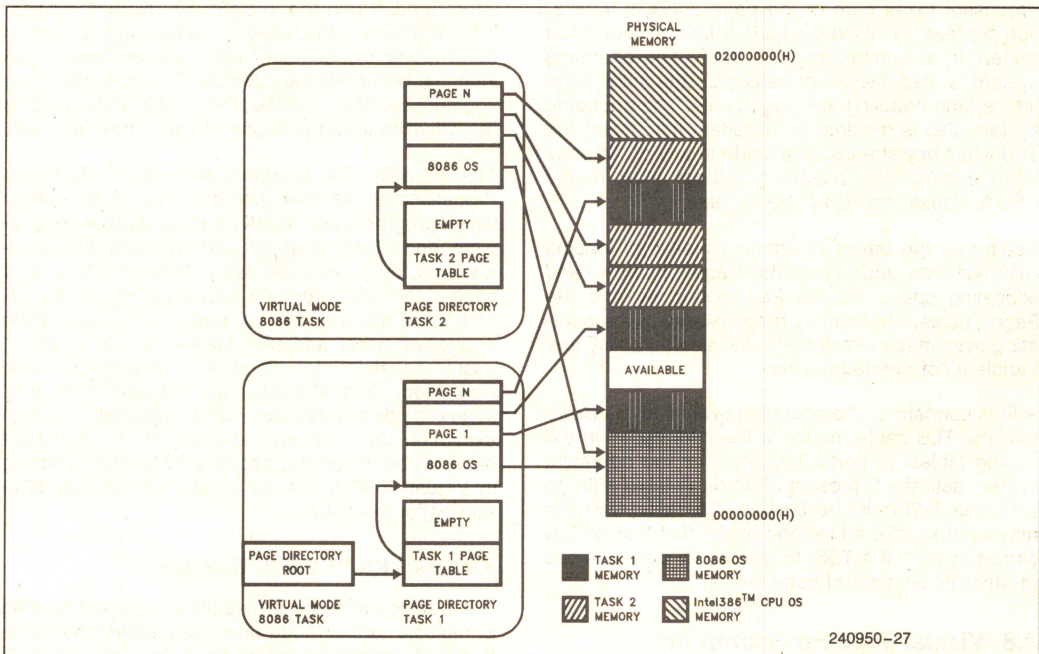 PHYSICAL
MEMORY
02000000(H)
PAGE N
8086 OS
EMPTY
TASK 2 PAGE
TABLE
VIRTUAL MODE
8086 TASK
PAGE DIRECTORY
TASK 2
PAGE N
PAGE 1
8086 OS
EMPTY
TASK 1 PAGE
TABLE
PAGE DIRECTORY
ROOT
VIRTUAL MODE
8086 TASK
PAGE DIRECTORY
TASK 1
AVAILABLE
00000000(H)
TASK 1
MEMORY
8086 OS
MEMORY
TASK 2
MEMORY
Intel386™ CPU OS
MEMORY
240950-27